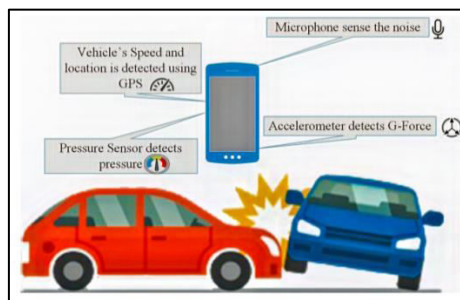 Microphone sense the noise
Vehicle's Speed and
location is detected using
GPS
Accelerometer detects G-Force
Pressure Sensor detects
pressure